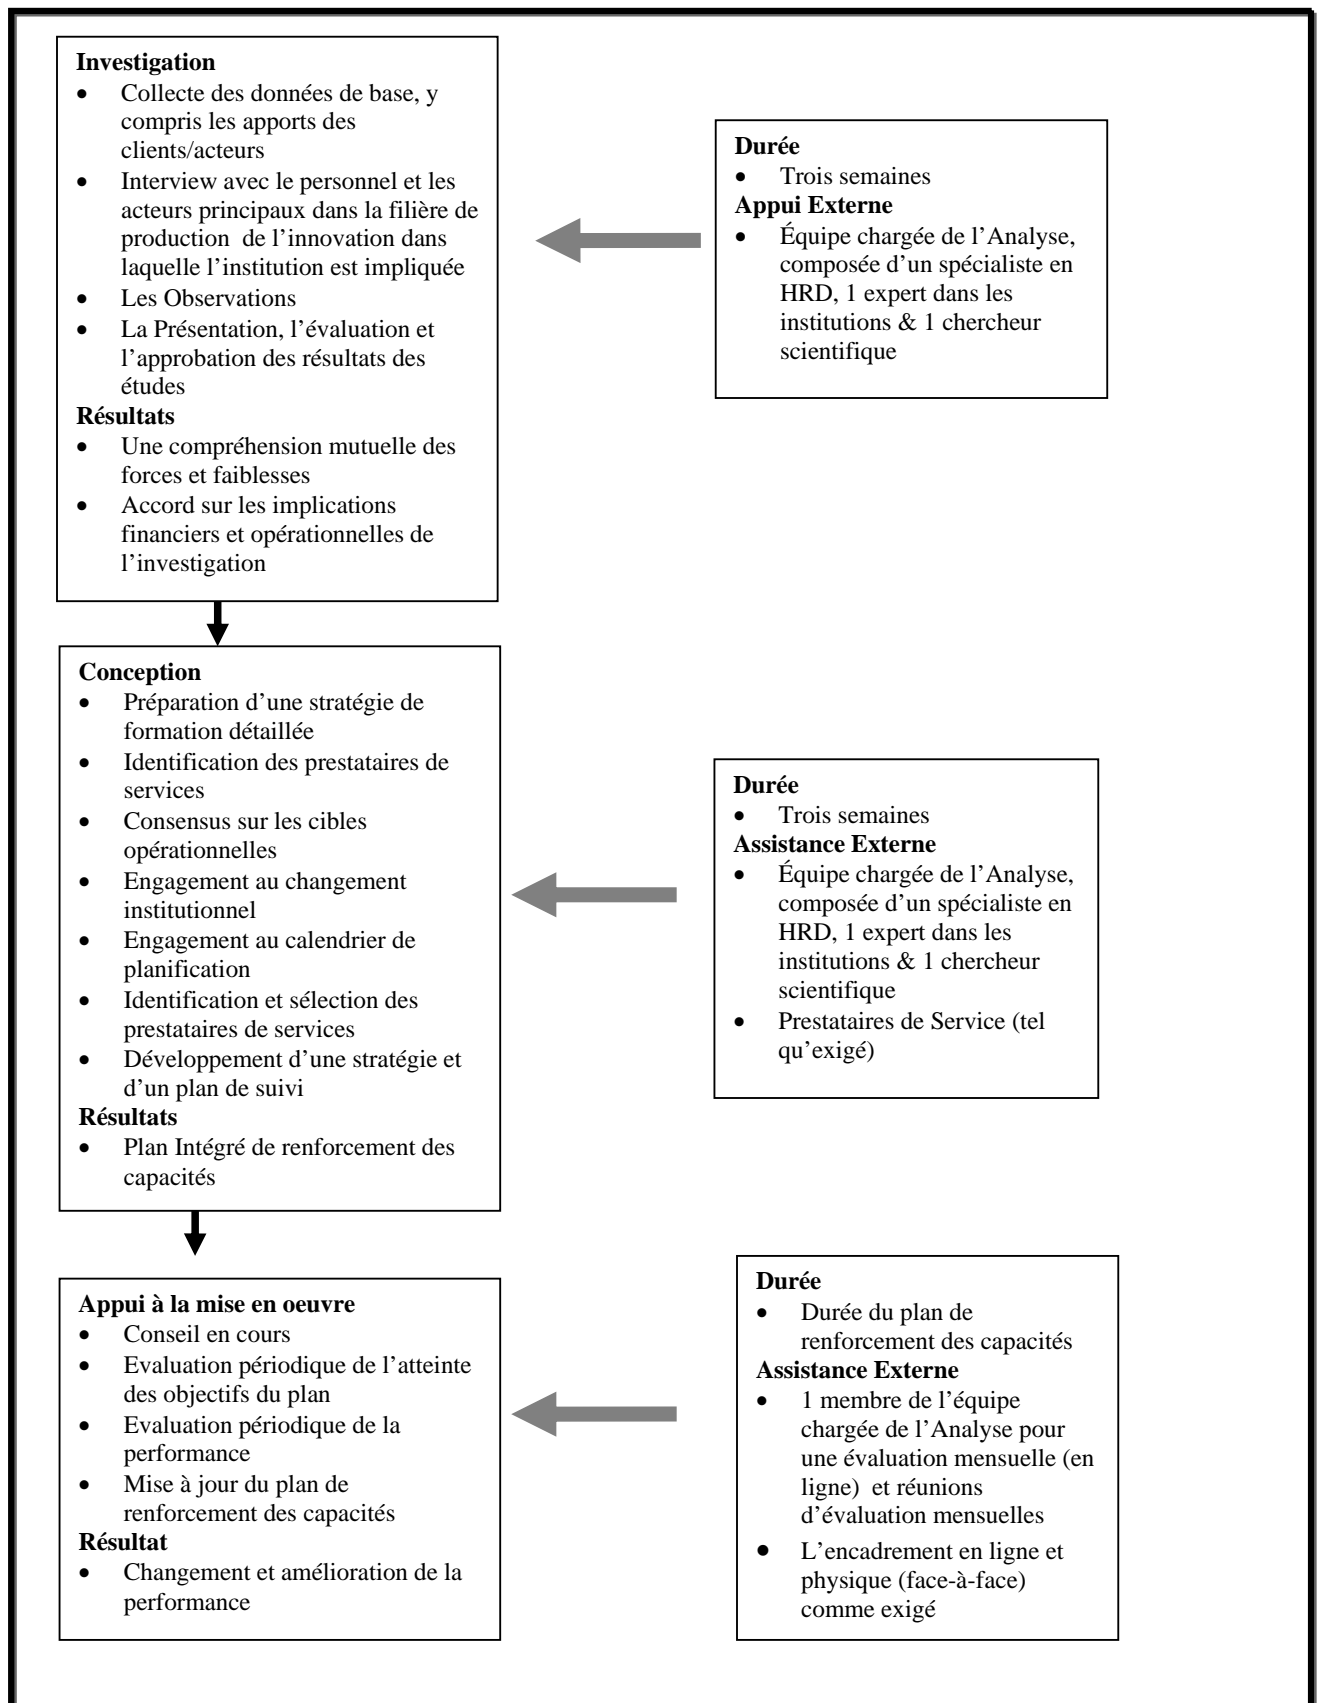 Investigation
• Collecte des données de base, y
compris les apports des
clients/acteurs
• Interview avec le personnel et les
acteurs principaux dans la filière de
production  de l’innovation dans
laquelle l’institution est impliquée
• Les Observations
• La Présentation, l’évaluation et
l’approbation des résultats des
études
Résultats
• Une compréhension mutuelle des
forces et faiblesses
• Accord sur les implications
financiers et opérationnelles de
l’investigation
Durée
• Trois semaines
Appui Externe
• Équipe chargée de l’Analyse,
composée d’un spécialiste en
HRD, 1 expert dans les
institutions & 1 chercheur
scientifique
Conception
• Préparation d’une stratégie de
formation détaillée
• Identification des prestataires de
services
• Consensus sur les cibles
opérationnelles
• Engagement au changement
institutionnel
• Engagement au calendrier de
planification
• Identification et sélection des
prestataires de services
• Développement d’une stratégie et
d’un plan de suivi
Résultats
• Plan Intégré de renforcement des
capacités
Durée
• Trois semaines
Assistance Externe
• Équipe chargée de l’Analyse,
composée d’un spécialiste en
HRD, 1 expert dans les
institutions & 1 chercheur
scientifique
• Prestataires de Service (tel
qu’exigé)
Appui à la mise en oeuvre
• Conseil en cours
• Evaluation périodique de l’atteinte
des objectifs du plan
• Evaluation périodique de la
performance
• Mise à jour du plan de
renforcement des capacités
Résultat
• Changement et amélioration de la
performance
Durée
• Durée du plan de
renforcement des capacités
Assistance Externe
• 1 membre de l’équipe
chargée de l’Analyse pour
une évaluation mensuelle (en
ligne)  et réunions
d’évaluation mensuelles
• L’encadrement en ligne et
physique (face-à-face)
comme exigé